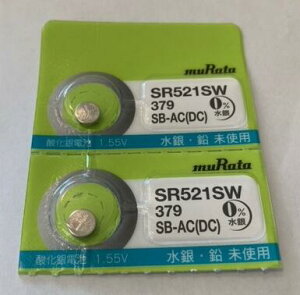 muRata
SR521SW
379
SB-AC(DC)
0%
水銀
酸化銀電池 1.55V
水銀・鉛 未使用
muRata
SR521SW
379
SB-AC(DC)
0%
水銀
酸化銀電池 1.55V
水銀・鉛 未使用